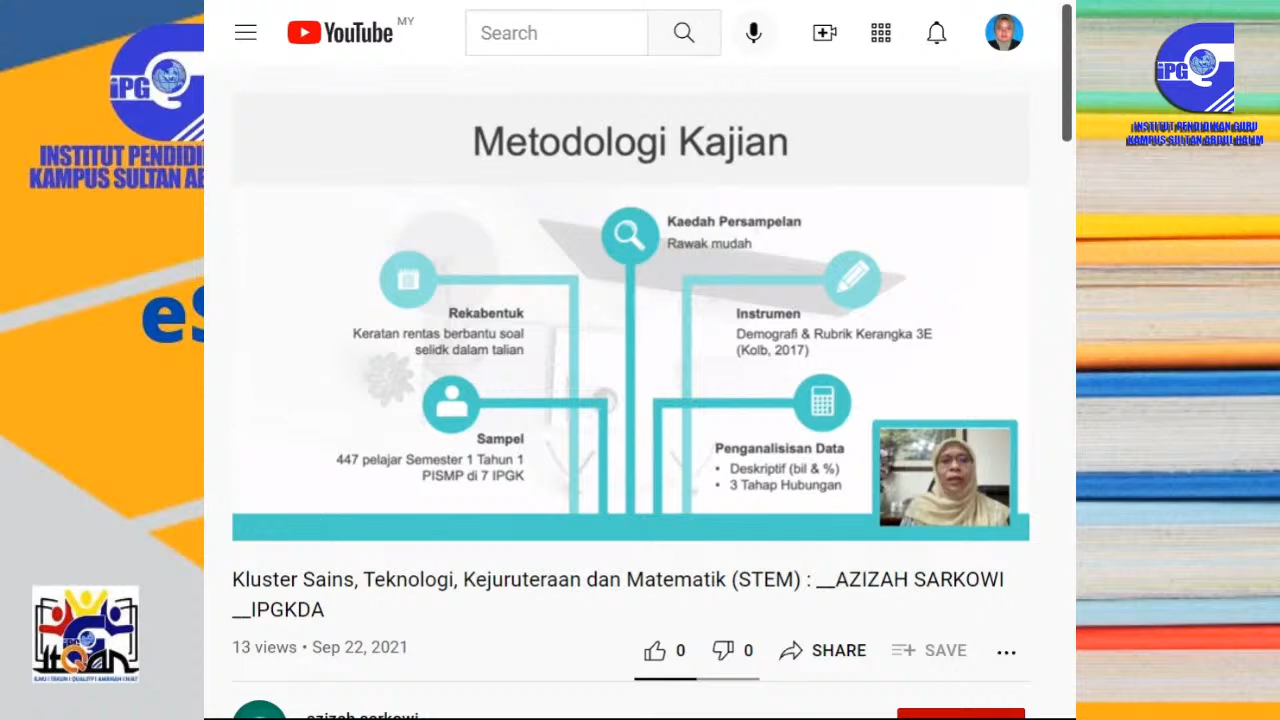 YouTube
MY
Search
iPG
INSTITUT PENDIDI
KAMPUS SULTAN AB
iPG
INSTITUT PENDIDIKAN GURU
KAMPUS SULTAN ABDUL HALIM
Metodologi Kajian
Kaedah Persampelan
Rawak mudah
Rekabentuk
Keratan rentas berbantu soal
selidk dalam talian
Instrumen
Demografi & Rubrik Kerangka 3E
(Kolb, 2017)
Sampel
447 pelajar Semester 1 Tahun 1
PISMP di 7 IPGK
Penganalisisan Data
• Deskriptif (bil & %)
• 3 Tahap Hubungan
eS
Kluster Sains, Teknologi, Kejuruteraan dan Matematik (STEM) : __AZIZAH SARKOWI
__IPGKDA
13 views • Sep 22, 2021
0
0
SHARE
SAVE
azizah sarkowi